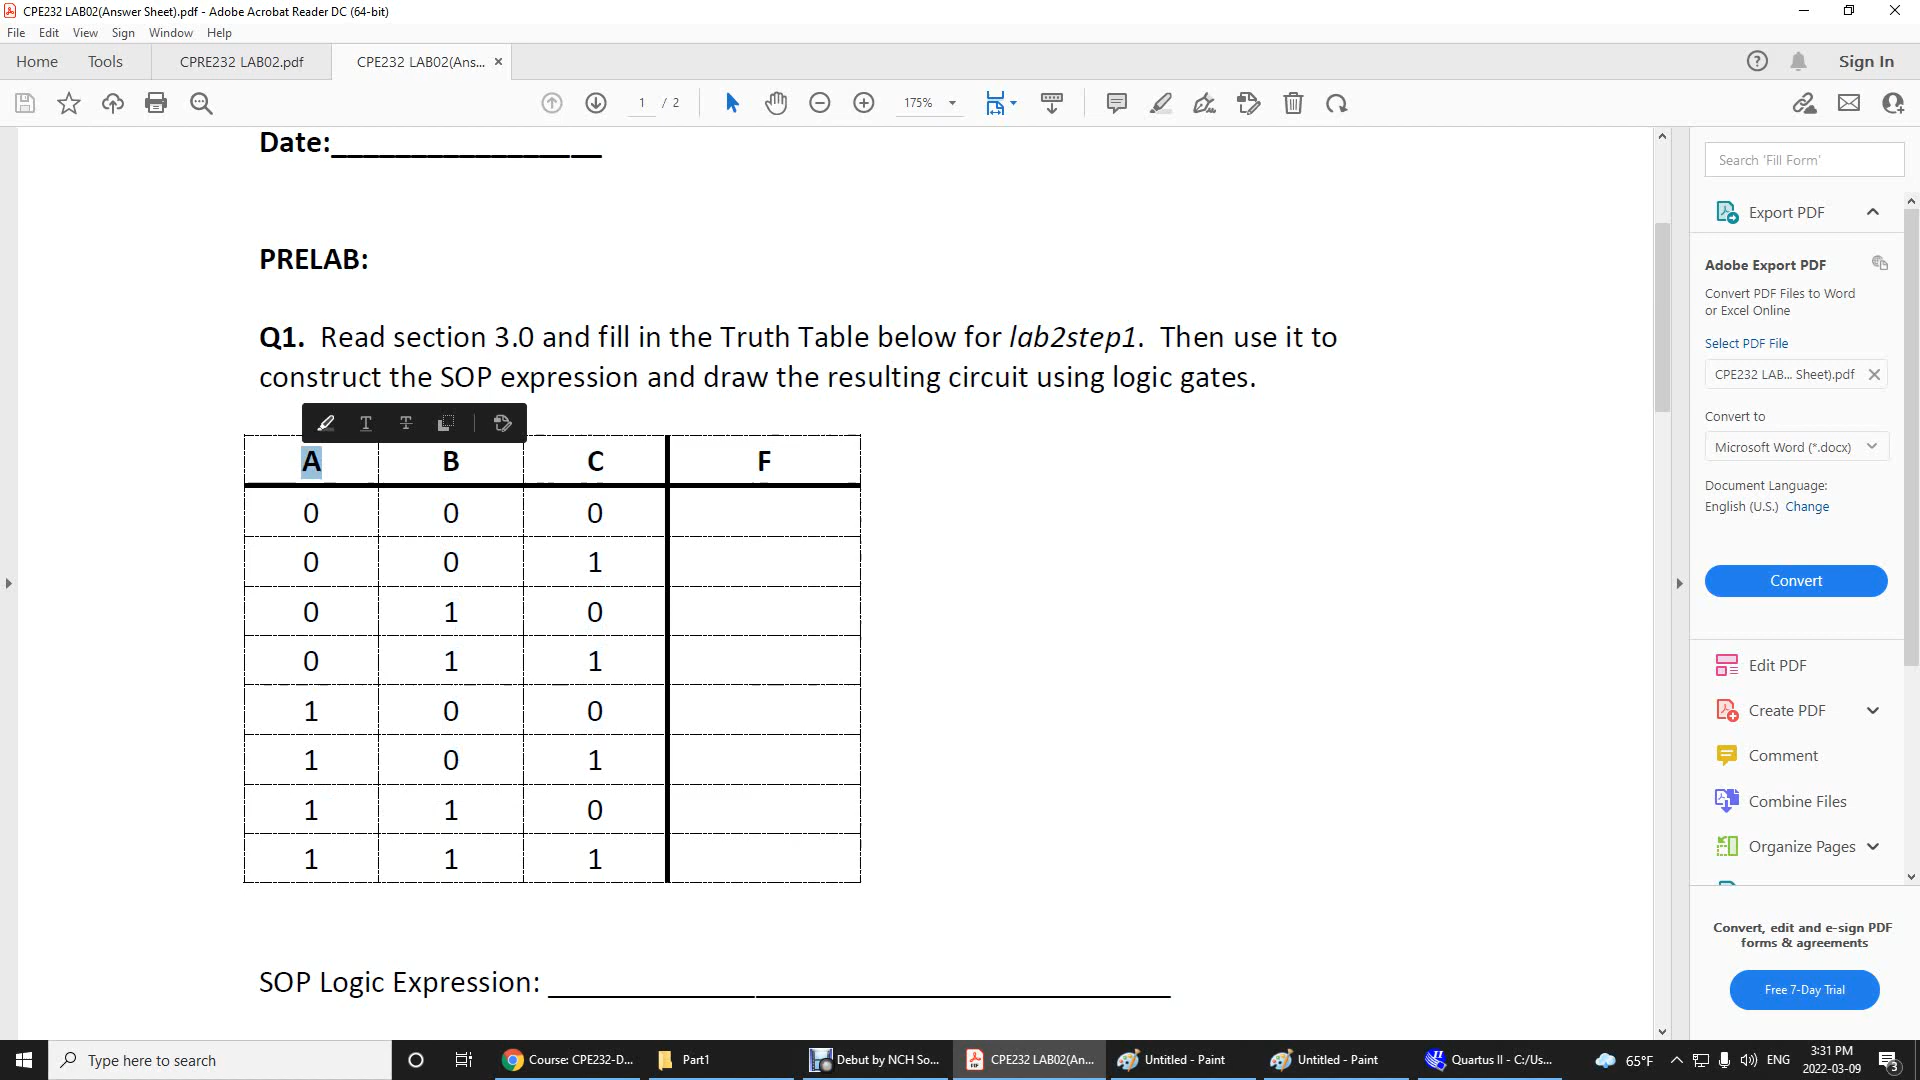 CPE232 LAB02(Answer Sheet).pdf - Adobe Acrobat Reader DC (64-bit)
File Edit View Sign Window Help
Home Tools CPRE232 LAB02.pdf CPE232 LAB02(Ans... × Sign In
1 / 2 175%
Date:__________________
Search 'Fill Form'
Export PDF
PRELAB:
Adobe Export PDF
Convert PDF Files to Word
or Excel Online
Q1. Read section 3.0 and fill in the Truth Table below for lab2step1. Then use it to
construct the SOP expression and draw the resulting circuit using logic gates.
Select PDF File
CPE232 LAB... Sheet).pdf
Convert to
Microsoft Word (*.docx)
Document Language:
English (U.S.) Change
Convert
A B C F
0 0 0
0 0 1
0 1 0
0 1 1
1 0 0
1 0 1
1 1 0
1 1 1
Edit PDF
Create PDF
Comment
Combine Files
Organize Pages
Convert, edit and e-sign PDF
forms & agreements
Free 7-Day Trial
SOP Logic Expression: __________________________________________
Type here to search
Course: CPE232-D...
Part1
Debut by NCH So...
CPE232 LAB02(An...
Untitled - Paint
Untitled - Paint
Quartus II - C:/Us...
65°F
ENG
3:31 PM
2022-03-09
3